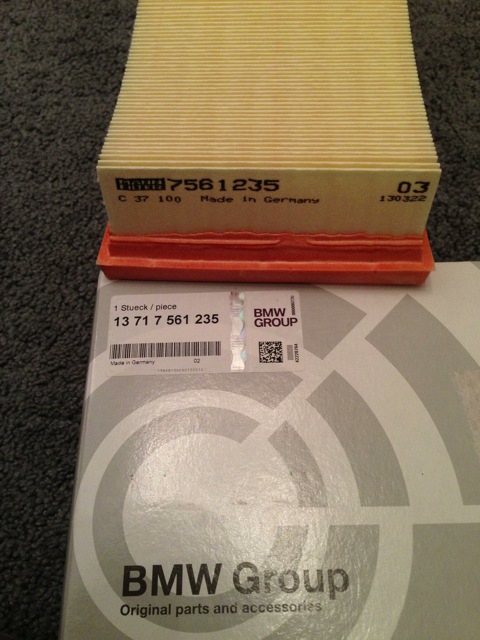 7561235 03
C 37 100 Made in Germany 130322
1 Stueck / piece
13 71 7 561 235
BMW
GROUP
Made in Germany 02
BMW Group
Original parts and accessories